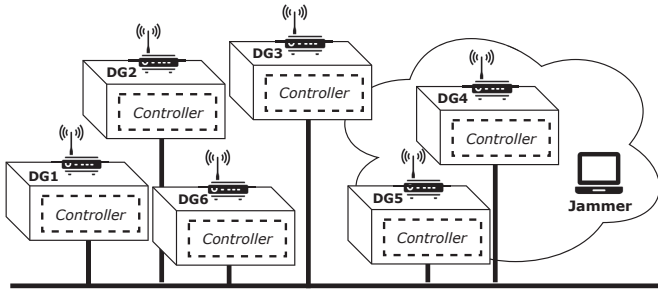 DG3
DG2
Controller
DG4
Controller
Controller
DG1
DG6
DG5
Jammer
Controller
Controller
Controller